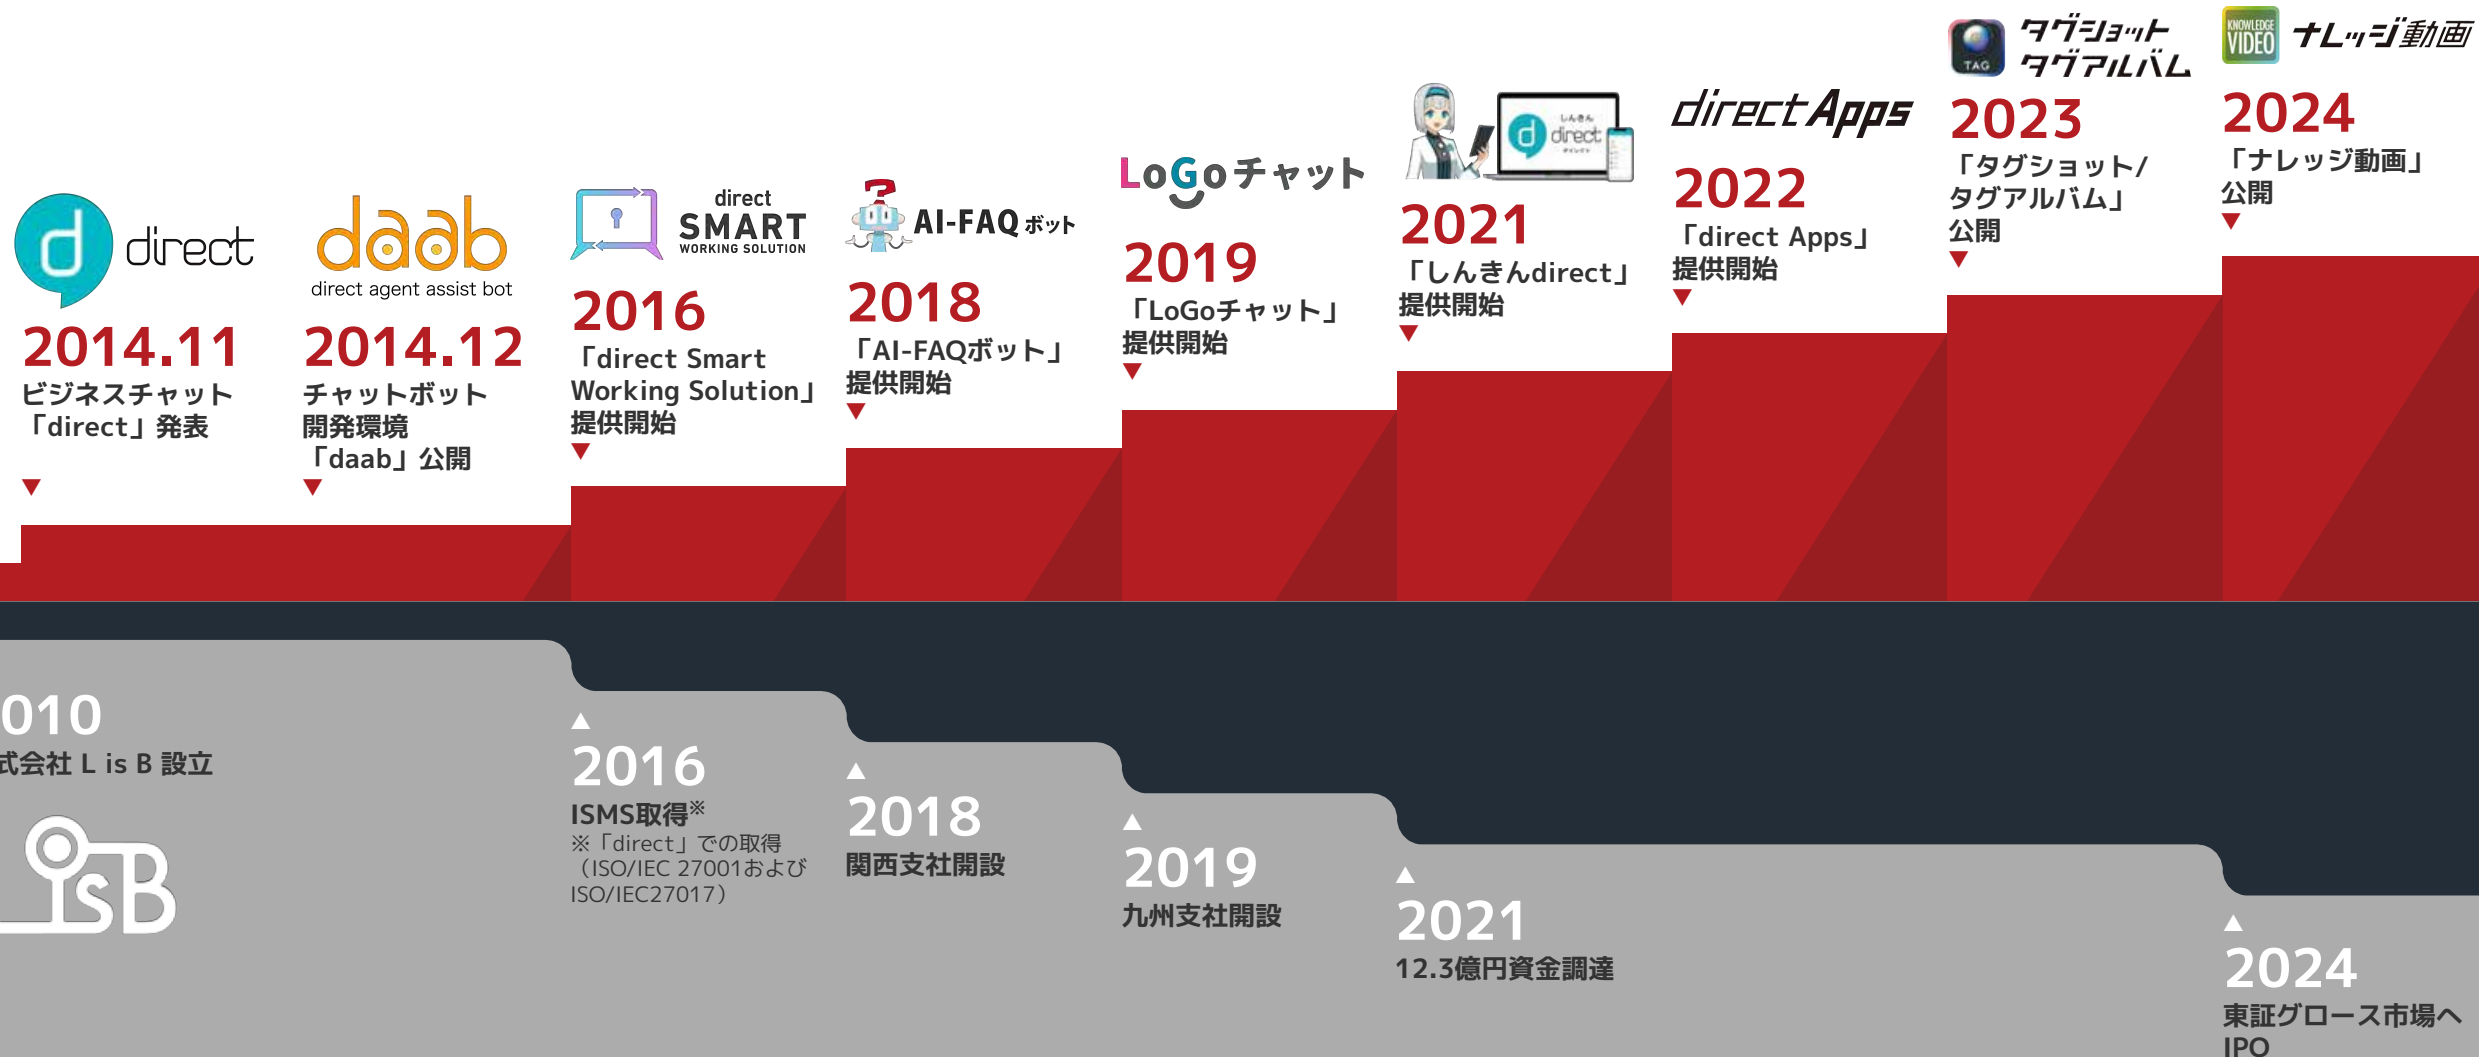 direct
2014.11
ビジネスチャット
「direct」発表
daab
direct agent assist bot
2014.12
チャットボット
開発環境
「daab」公開
direct
SMART
WORKING SOLUTION
2016
「direct Smart
Working Solution」
提供開始
AI-FAQ ボット
2018
「AI-FAQボット」
提供開始
LoGoチャット
2019
「LoGoチャット」
提供開始
しんきん
direct
2021
「しんきんdirect」
提供開始
direct Apps
2022
「direct Apps」
提供開始
TAG
タグショット
タグアルバム
2023
「タグショット/
タグアルバム」
公開
KNOWLEDGE
VIDEO
ナレッジ動画
2024
「ナレッジ動画」
公開
010
式会社 L is B 設立
isB
2016
ISMS取得※
※「direct」での取得
（ISO/IEC 27001および
ISO/IEC27017）
2018
関西支社開設
2019
九州支社開設
2021
12.3億円資金調達
2024
東証グロース市場へ
IPO